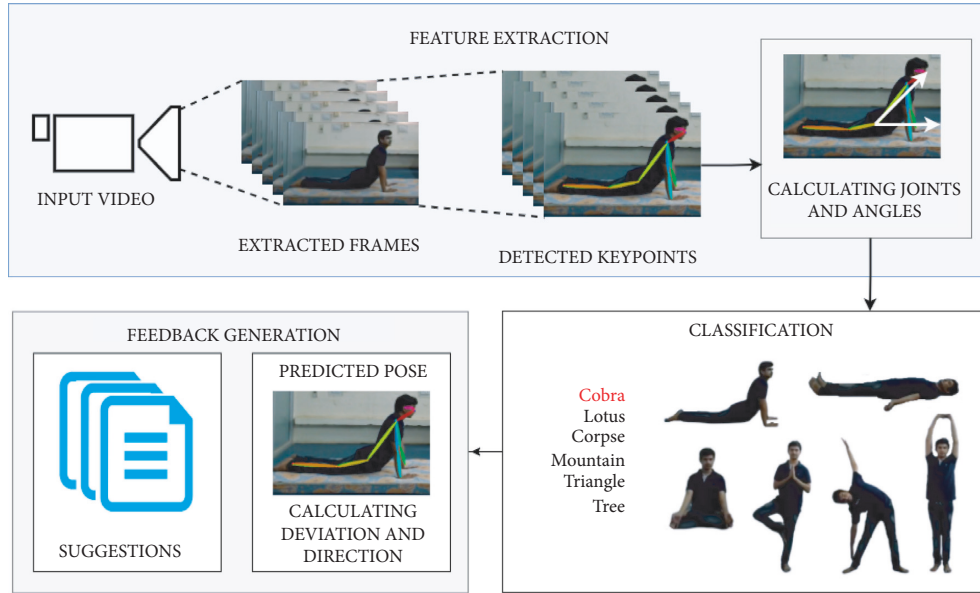 FEATURE EXTRACTION
INPUT VIDEO
EXTRACTED FRAMES
DETECTED KEYPOINTS
CALCULATING JOINTS
AND ANGLES
FEEDBACK GENERATION
SUGGESTIONS
PREDICTED POSE
CALCULATING
DEVIATION AND
DIRECTION
CLASSIFICATION
Cobra
Lotus
Corpse
Mountain
Triangle
Tree